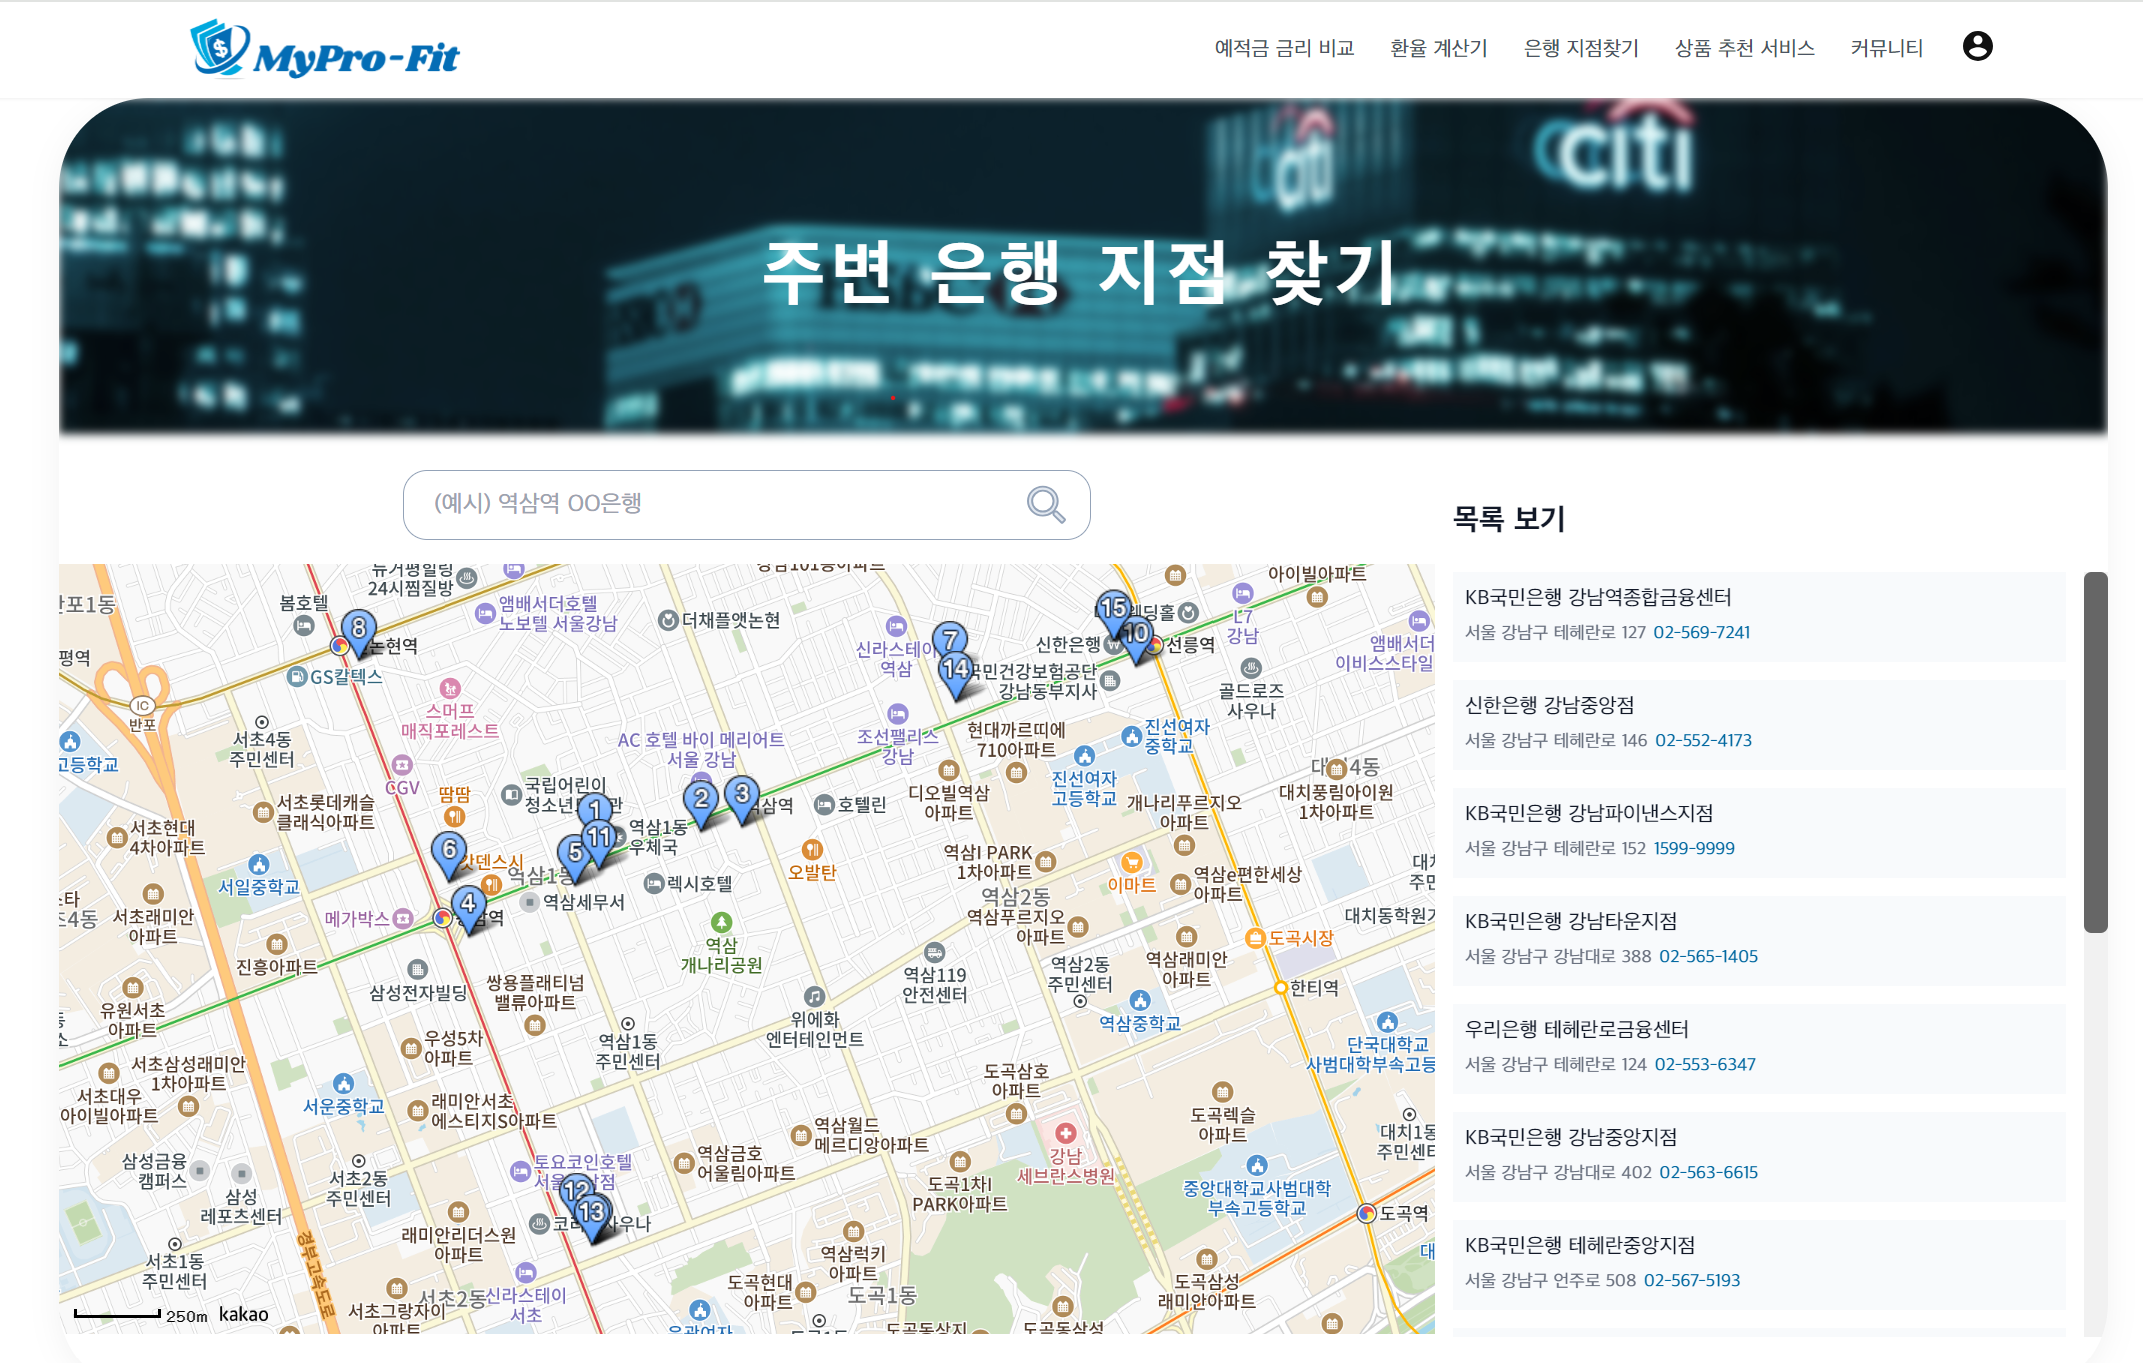 MyPro-Fit
예적금 금리 비교
환율 계산기
은행 지점찾기
상품 추천 서비스
커뮤니티
citi
citi
주변 은행 지점 찾기
(예시) 역삼역 OO은행
목록 보기
24시찜질방
봄호텔
앰배서더호텔
노보텔 서울강남
더채플앳논현
아이빌아파트
8
15
10
7
14
신한은행
선릉역
L7
강남
앰배서더
이비스스타일
신라스테이
역삼
강남동부지사
골드로즈
사우나
평역
GS칼텍스
IC
반포
스머프
매직포레스트
서초4동
주민센터
고등학교
AC 호텔 바이 메리어트
서울 강남
조선팰리스
강남
현대까르띠에
710아파트
진선여자
중학교
진선여자
고등학교
CGV
땀땀
국립어린이
1
2
3
호텔린
디오빌역삼
아파트
개나리푸르지오
아파트
대치풍림아이원
1차아파트
서초롯데캐슬
클래식아파트
서초현대
4차아파트
11
5
6
역삼1동
우체국
서일중학교
렉시호텔
오발탄
역삼I PARK
1차아파트
역삼2동
이마트
역삼e편한세상
아파트
4
역삼세무서
서초래미안
아파트
메가박스
역삼푸르지오
아파트
역삼
개나리공원
도곡시장
진흥아파트
삼성전자빌딩
쌍용플래티넘
밸류아파트
역삼119
안전센터
역삼2동
주민센터
역삼래미안
아파트
한티역
유원서초
아파트
위에화
엔터테인먼트
역삼중학교
우성5차
아파트
역삼1동
주민센터
단국대학교
사범대학부속고등
서초삼성래미안
1차아파트
서초대우
아이빌아파트
서운중학교
래미안서초
에스티지S아파트
도곡삼호
아파트
도곡렉슬
아파트
역삼월드
메르디앙아파트
강남
세브란스병원
삼성금융
캠퍼스
삼성
레포츠센터
서초2동
주민센터
토요코인호텔
12
13
역삼금호
어울림아파트
도곡1차I
PARK아파트
중앙대학교사범대학
부속고등학교
도곡역
래미안리더스원
아파트
서초1동
주민센터
경부고속도로
역삼럭키
아파트
도곡현대
아파트
도곡1동
도곡삼성
래미안아파트
서초2동
신라스테이
서초
서초그랑자이
아파트
250m
kakao
KB국민은행 강남역종합금융센터
서울 강남구 테헤란로 127 02-569-7241
신한은행 강남중앙점
서울 강남구 테헤란로 146 02-552-4173
KB국민은행 강남파이낸스지점
서울 강남구 테헤란로 152 1599-9999
KB국민은행 강남타운지점
서울 강남구 강남대로 388 02-565-1405
우리은행 테헤란로금융센터
서울 강남구 테헤란로 124 02-553-6347
KB국민은행 강남중앙지점
서울 강남구 강남대로 402 02-563-6615
KB국민은행 테헤란중앙지점
서울 강남구 언주로 508 02-567-5193